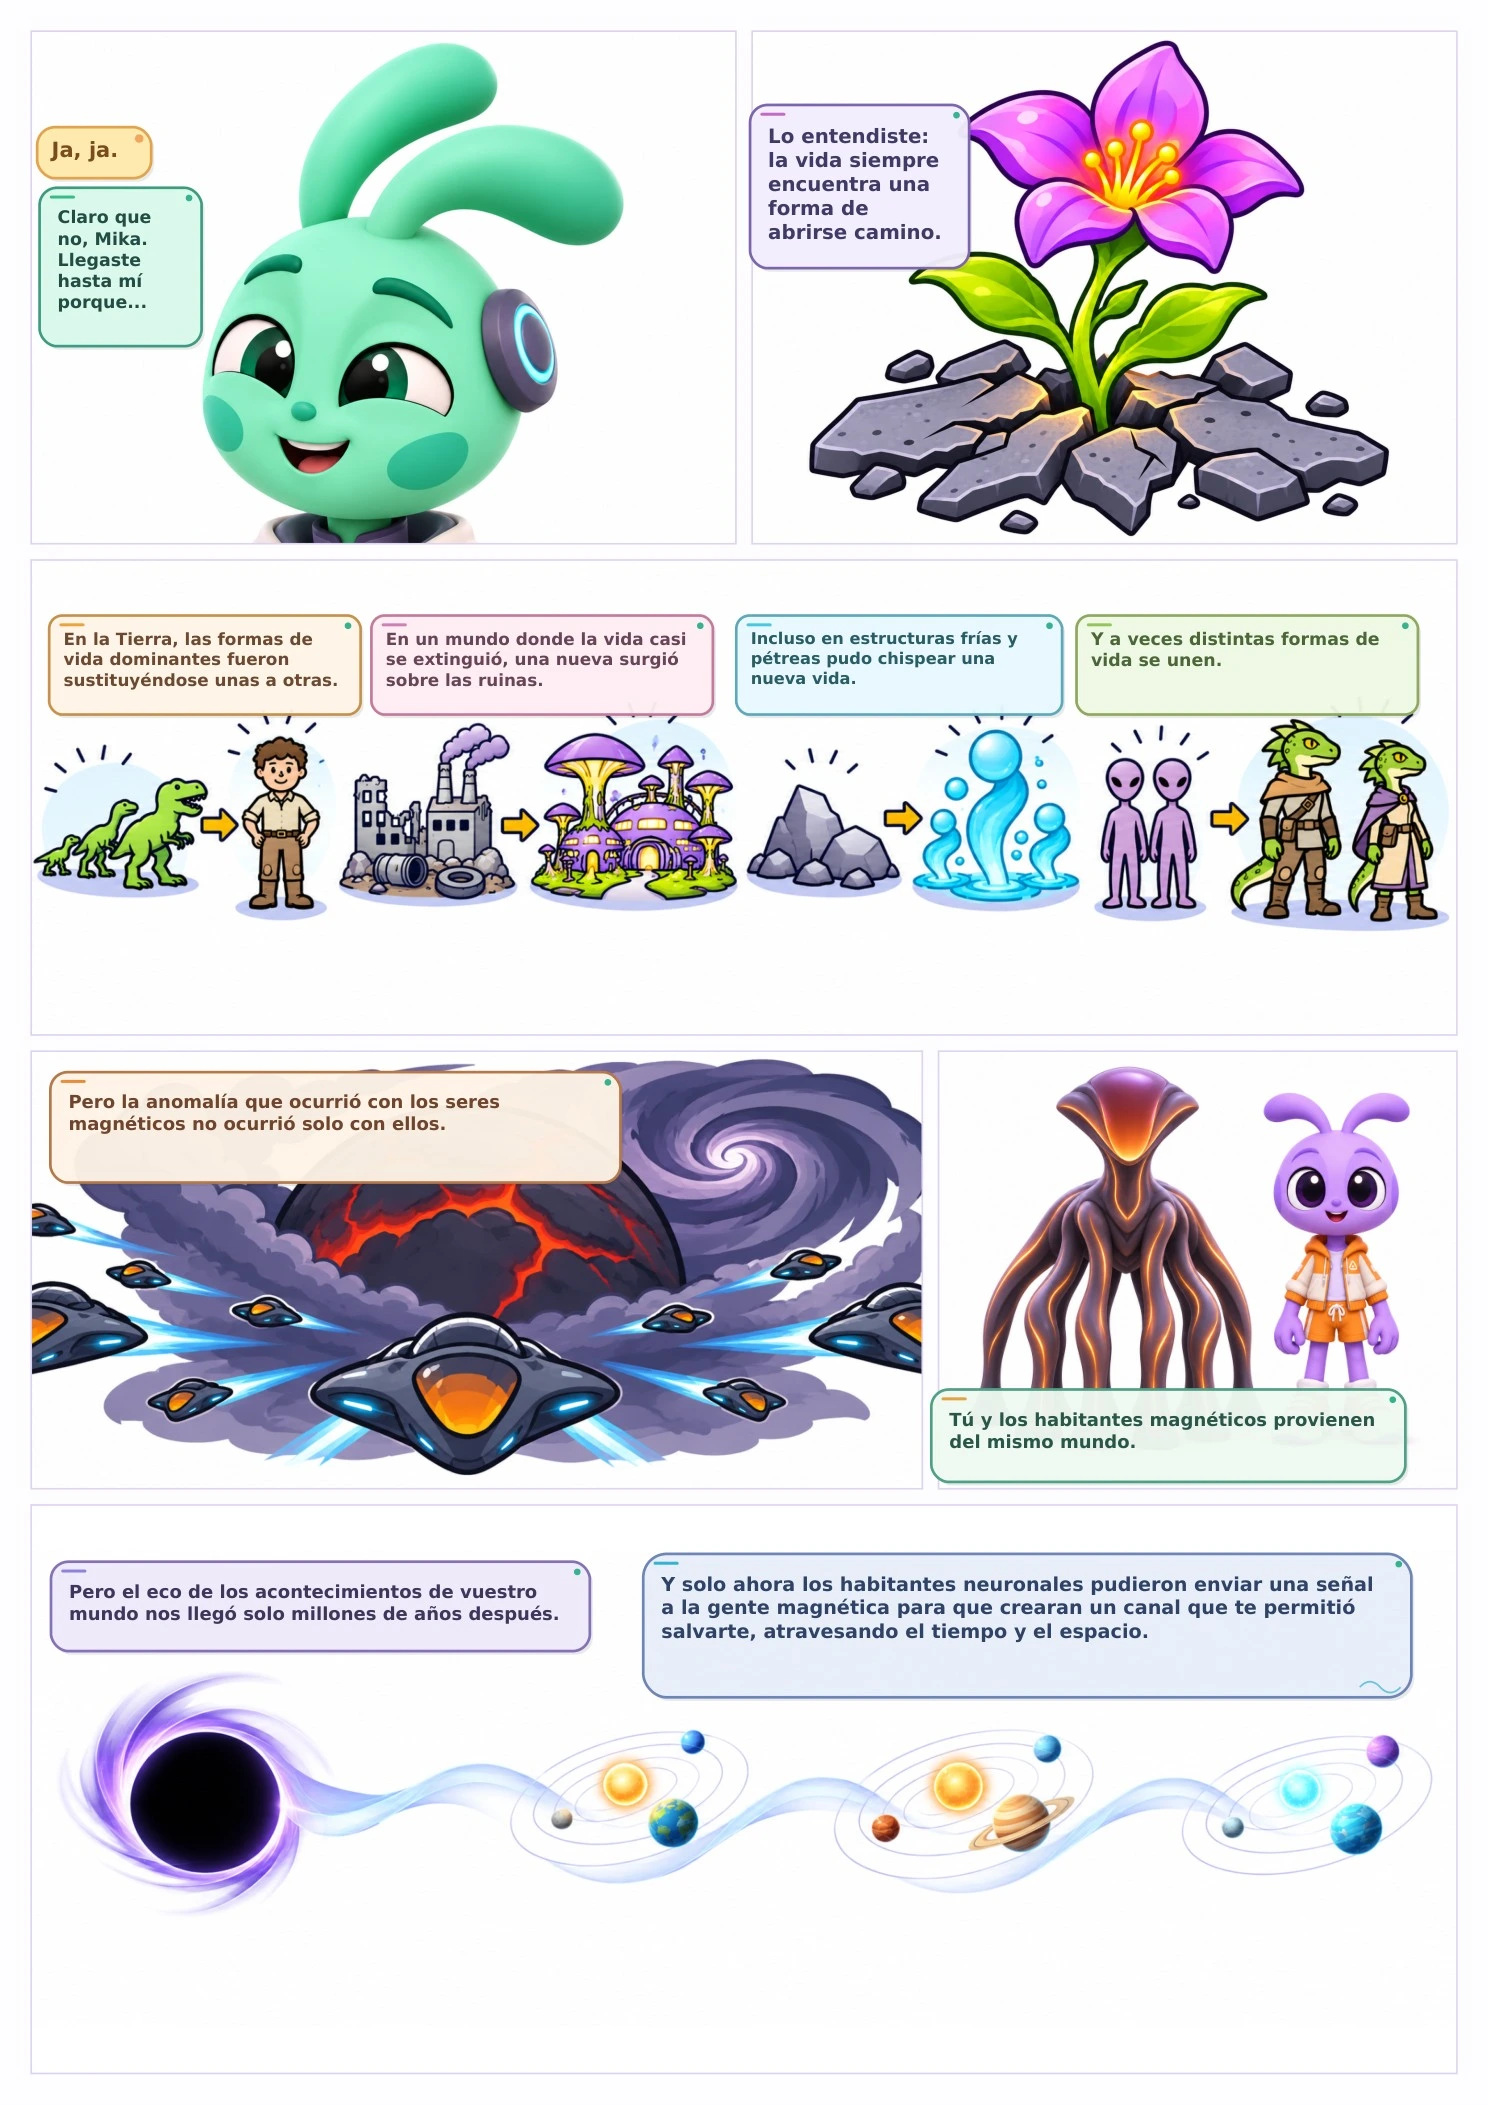 Ja, ja.
Claro que
no, Mika.
Llegaste
hasta mí
porque...
Lo entendiste:
la vida siempre
encuentra una
forma de
abrirse camino.
En la Tierra, las formas de
vida dominantes fueron
sustituyéndose unas a otras.
En un mundo donde la vida casi
se extinguió, una nueva surgió
sobre las ruinas.
Incluso en estructuras frías y
pétreas pudo chispear una
nueva vida.
Y a veces distintas formas de
vida se unen.
Pero la anomalía que ocurrió con los seres
magnéticos no ocurrió solo con ellos.
Tú y los habitantes magnéticos provienen
del mismo mundo.
Pero el eco de los acontecimientos de vuestro
mundo nos llegó solo millones de años después.
Y solo ahora los habitantes neuronales pudieron enviar una señal
a la gente magnética para que crearan un canal que te permitió
salvarte, atravesando el tiempo y el espacio.